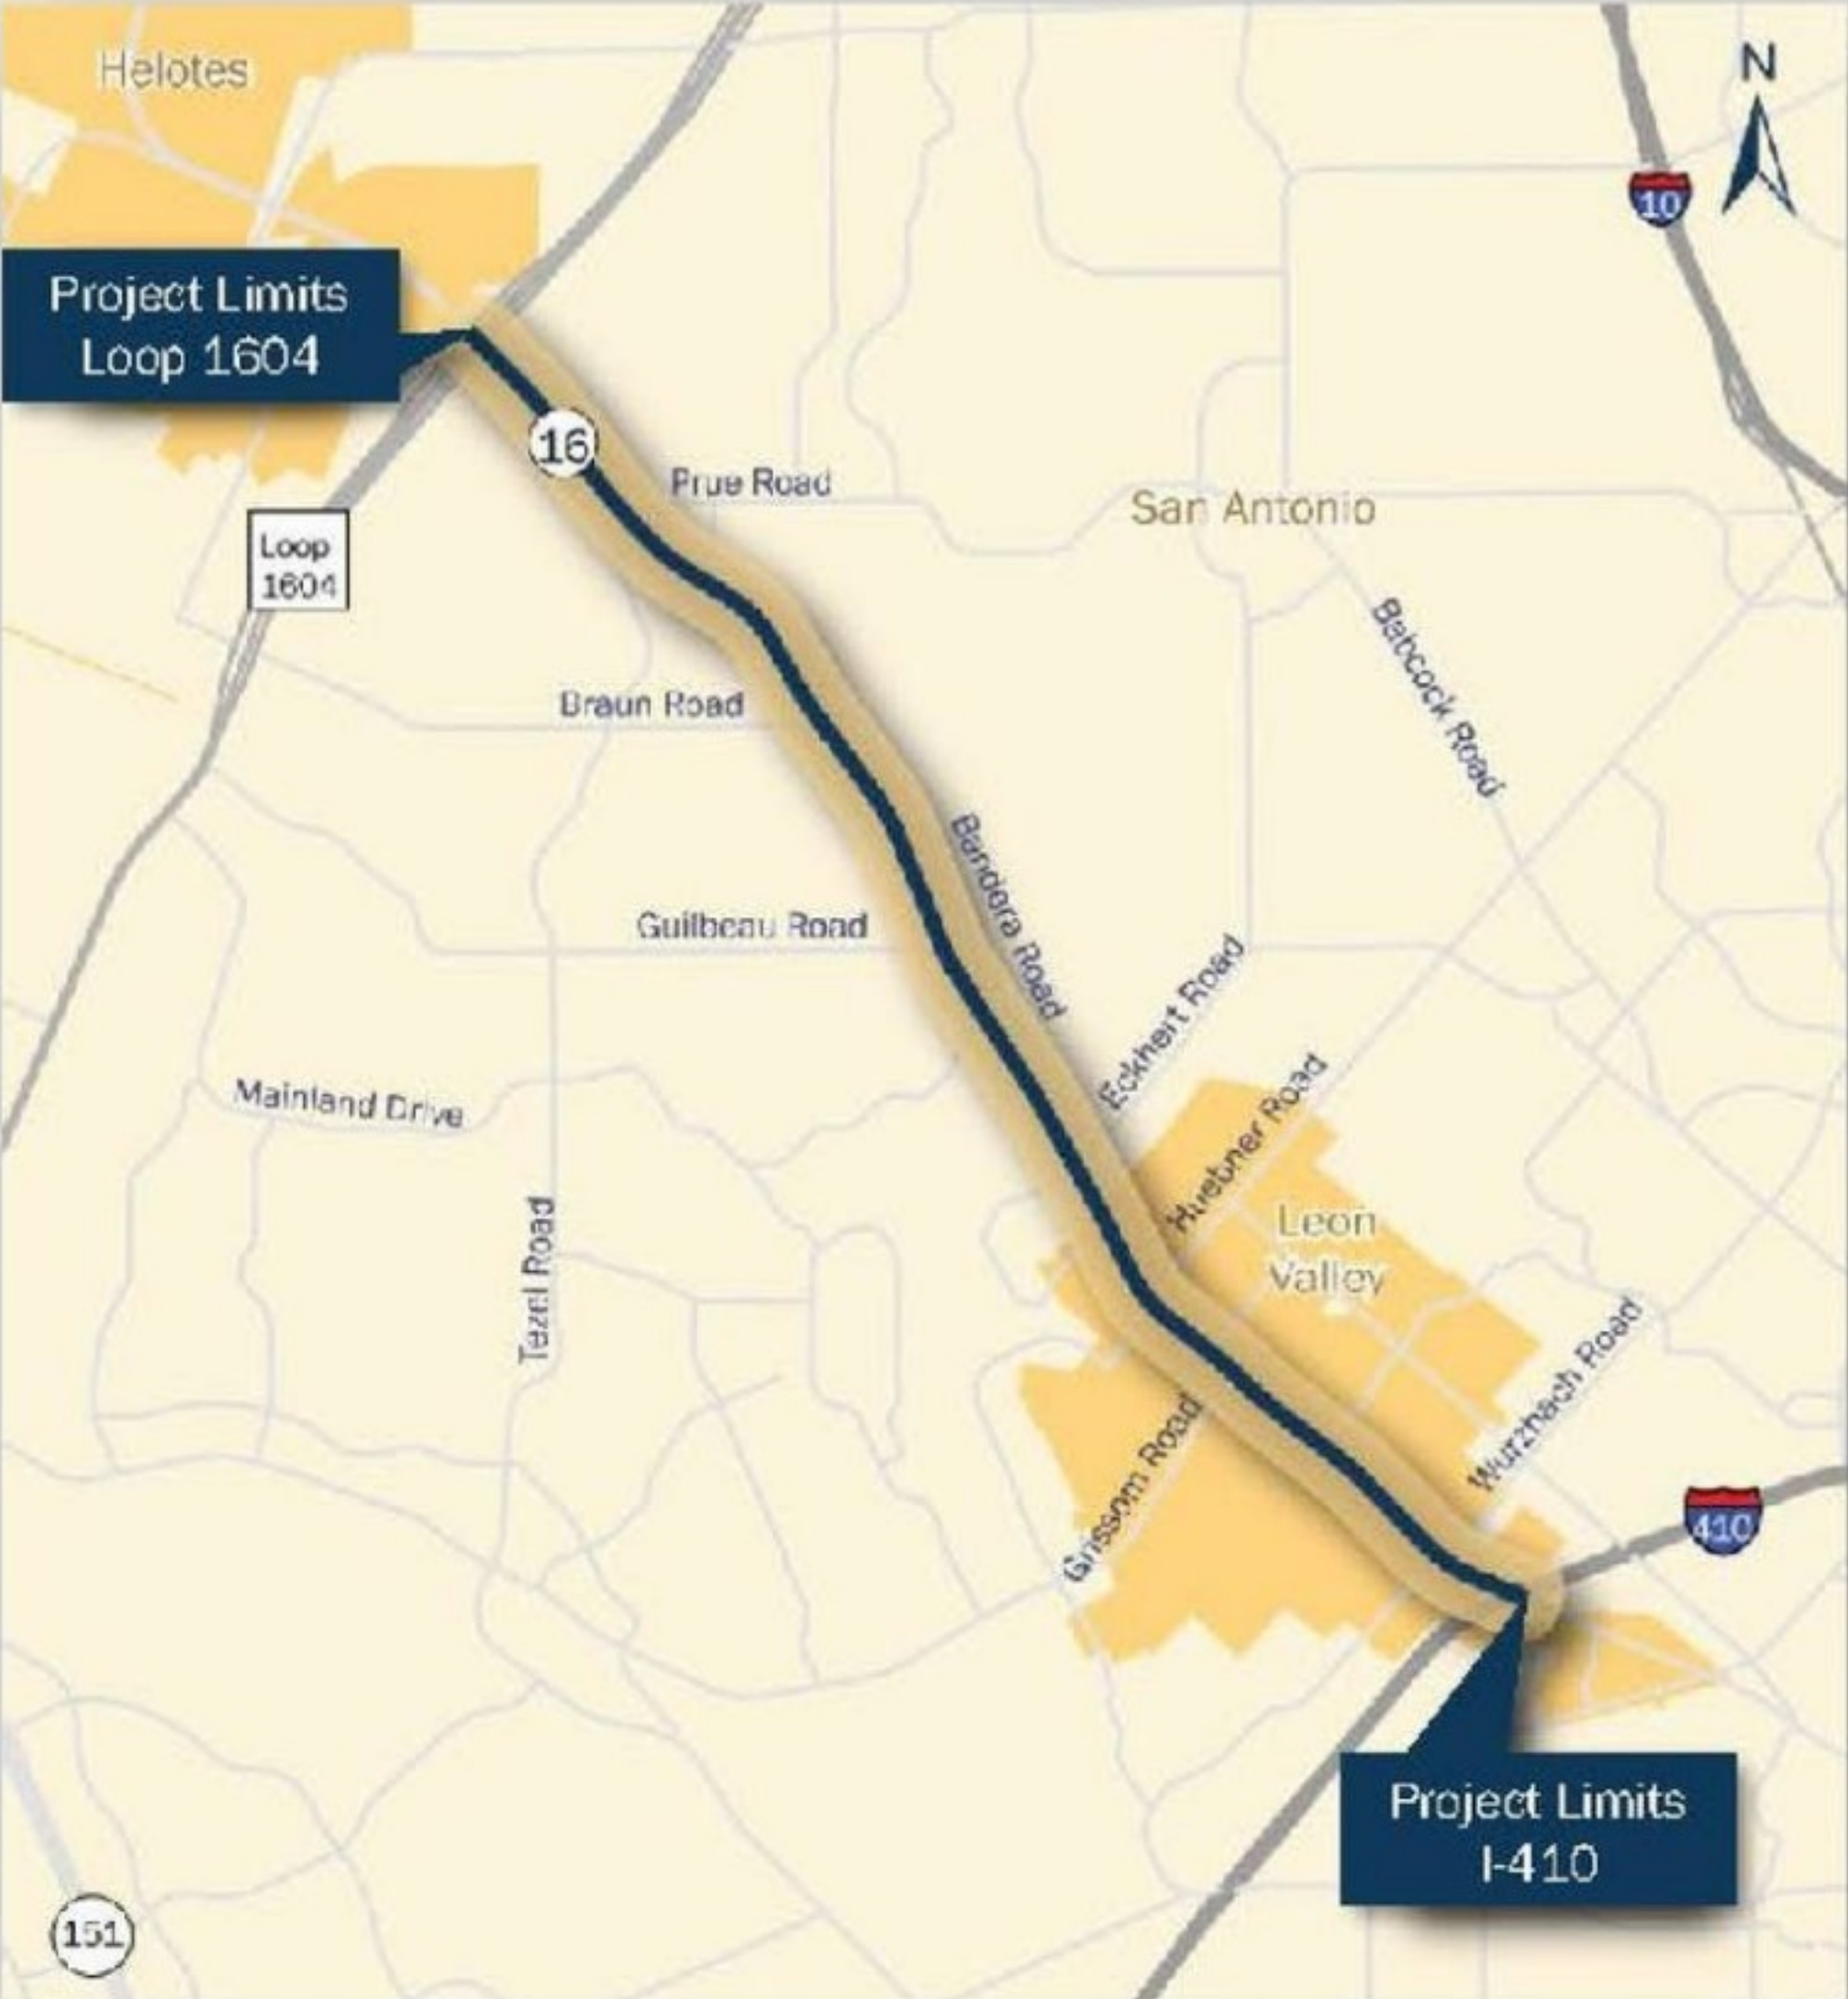 Helotes
N
10
Project Limits
Loop 1604
16
Prue Road
San Antonio
Loop
1604
Babcock Road
Braun Road
Bandera Road
Guilbeau Road
Eckhert Road
Huebner Road
Mainland Drive
Leon
Valley
Tezel Road
Wurzbach Road
Grissom Road
410
Project Limits
I-410
151